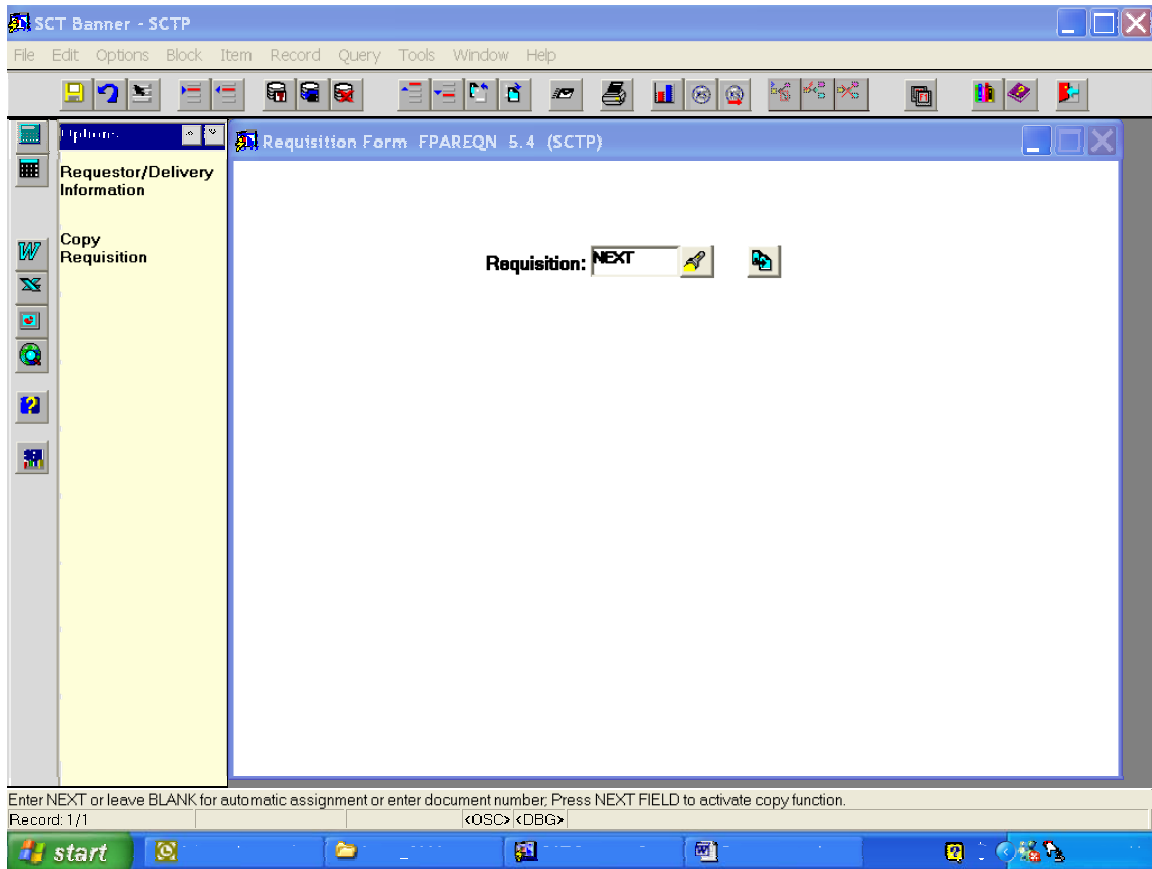 SCT Banner - SCTP
File Edit Options Block Item Record Query Tools Window Help
Options
Requisition Form FPAREQN 5.4 (SCTP)
Requestor/Delivery
Information
Copy
Requisition
Requisition: NEXT
Enter NEXT or leave BLANK for automatic assignment or enter document number; Press NEXT FIELD to activate copy function.
Record: 1/1 <OSC> <DBG>
start